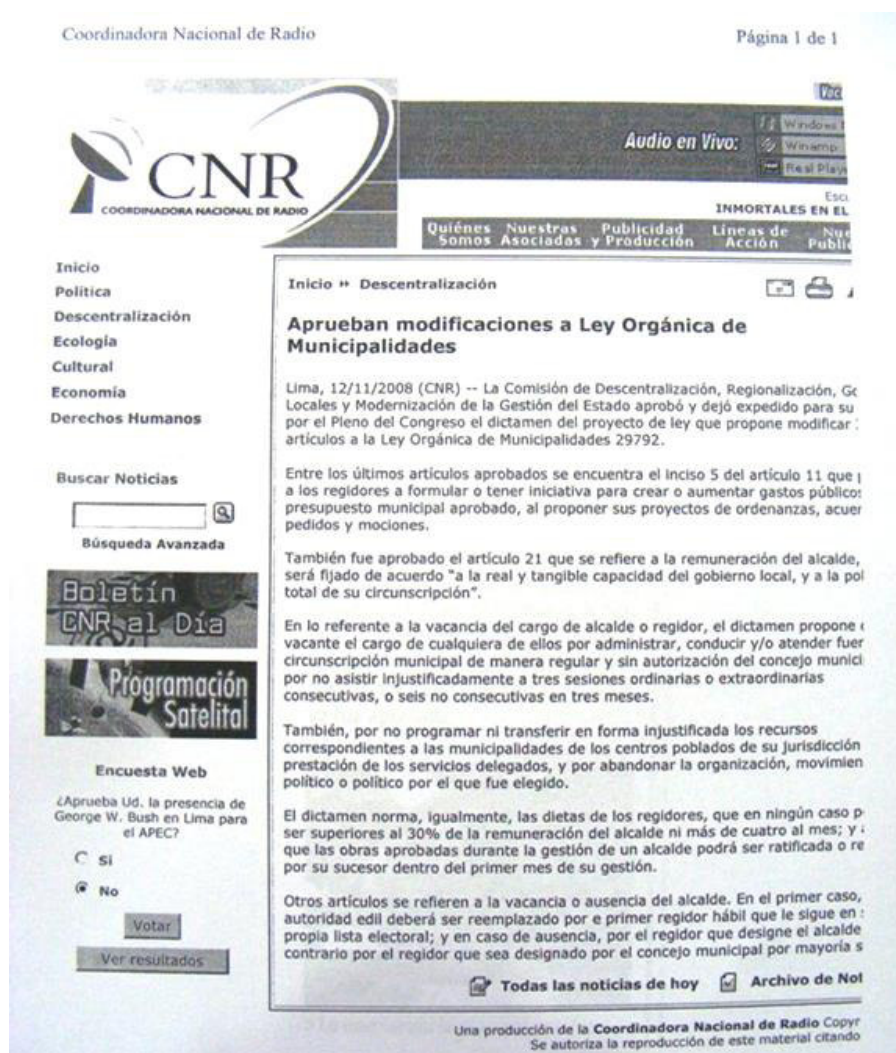 Coordinadora Nacional de Radio
Página 1 de 1
Audio en Vivo:
Windows
Winamp
Real
CNR
COORDINADORA NACIONAL DE RADIO
INMORTALES EN EL
Quiénes Somos
Nuestras Asociadas
Publicidad y Producción
Líneas de Acción
Inicio
Política
Descentralización
Ecología
Cultural
Economía
Derechos Humanos
Buscar Noticias
Búsqueda Avanzada
Boletín
CNR al Día
Programación
Satelital
Encuesta Web
¿Aprueba Ud. la presencia de
George W. Bush en Lima para
el APEC?
Si
No
Votar
Ver resultados
Inicio » Descentralización
Aprueban modificaciones a Ley Orgánica de
Municipalidades
Lima, 12/11/2008 (CNR) -- La Comisión de Descentralización, Regionalización,
Locales y Modernización de la Gestión del Estado aprobó y dejó expedido para su
por el Pleno del Congreso el dictamen del proyecto de ley que propone modificar
artículos a la Ley Orgánica de Municipalidades 29792.
Entre los últimos artículos aprobados se encuentra el inciso 5 del artículo 11 que
a los regidores a formular o tener iniciativa para crear o aumentar gastos
presupuesto municipal aprobado, al proponer sus proyectos de ordenanzas,
pedidos y mociones.
También fue aprobado el artículo 21 que se refiere a la remuneración del alcalde,
será fijado de acuerdo "a la real y tangible capacidad del gobierno local, y a la
total de su circunscripción".
En lo referente a la vacancia del cargo de alcalde o regidor, el dictamen propone
vacante el cargo de cualquiera de ellos por administrar, conducir y/o atender
circunscripción municipal de manera regular y sin autorización del concejo
por no asistir injustificadamente a tres sesiones ordinarias o extraordinarias
consecutivas, o seis no consecutivas en tres meses.
También, por no programar ni transferir en forma injustificada los recursos
correspondientes a las municipalidades de los centros poblados de su jurisdicción
prestación de los servicios delegados, y por abandonar la organización,
político o político por el que fue elegido.
El dictamen norma, igualmente, las dietas de los regidores, que en ningún caso
ser superiores al 30% de la remuneración del alcalde ni más de cuatro al mes; y
que las obras aprobadas durante la gestión de un alcalde podrá ser ratificada o
por su sucesor dentro del primer mes de su gestión.
Otros artículos se refieren a la vacancia o ausencia del alcalde. En el primer caso,
autoridad edil deberá ser reemplazado por e primer regidor hábil que le sigue en
propia lista electoral; y en caso de ausencia, por el regidor que designe el alcalde
contrario por el regidor que sea designado por el concejo municipal por mayoría
Todas las noticias de hoy
Archivo de
Una producción de la Coordinadora Nacional de Radio
Se autoriza la reproducción de este material citando